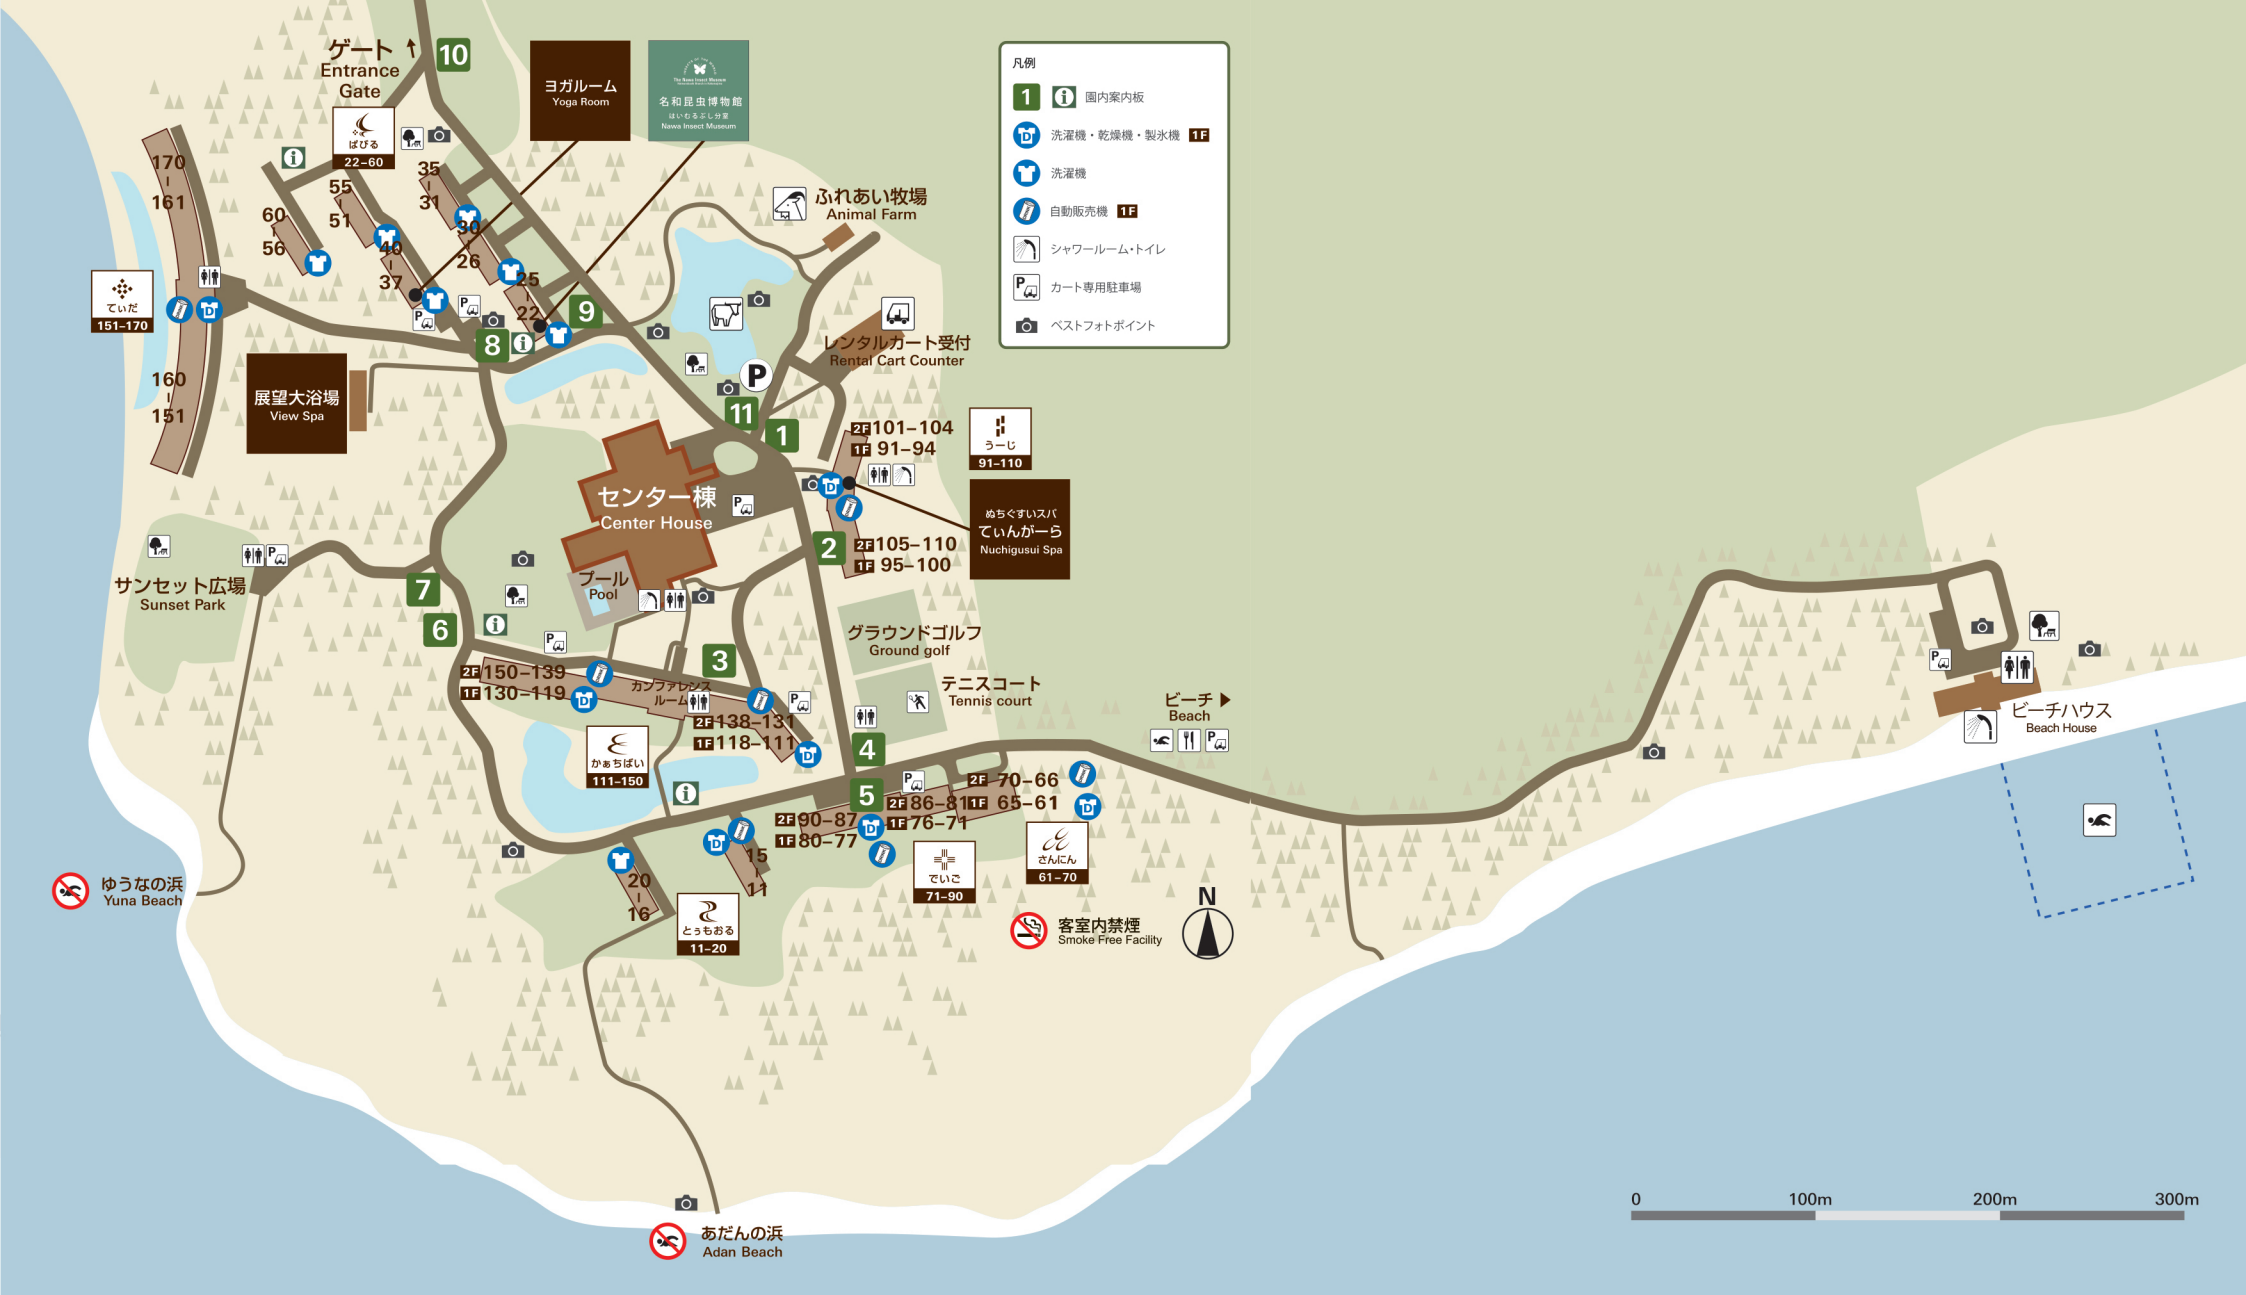 ゲート
Entrance
Gate
10
ぱぴる
22–60
ヨガルーム
Yoga Room
The Nawa Insect Museum
名和昆虫博物館
はいむるぶし分室
Nawa Insect Museum
凡例
1
園内案内板
洗濯機・乾燥機・製氷機 1F
洗濯機
自動販売機 1F
シャワールーム・トイレ
カート専用駐車場
ベストフォトポイント
170
161
60
56
55
51
40
37
35
31
30
26
25
22
ふれあい牧場
Animal Farm
てぃだ
151–170
160
151
8
9
展望大浴場
View Spa
レンタルカート受付
Rental Cart Counter
P
11
1
2F 101–104
1F 91–94
うーじ
91–110
センター棟
Center House
ぬちぐすいスパ
てぃんがーら
Nuchigusui Spa
2
2F 105–110
1F 95–100
プール
Pool
サンセット広場
Sunset Park
7
6
グラウンドゴルフ
Ground golf
3
2F 150–139
1F 130–119
カンファレンス
ルーム
2F 138–131
1F 118–111
テニスコート
Tennis court
かぁちばい
111–150
4
5
ビーチ
Beach
ビーチハウス
Beach House
2F 70–66
1F 65–61
2F 86–81
1F 76–71
2F 90–87
1F 80–77
さんにん
61–70
でいご
71–90
15
11
20
16
とぅもおる
11–20
ゆうなの浜
Yuna Beach
客室内禁煙
Smoke Free Facility
N
あだんの浜
Adan Beach
0
100m
200m
300m